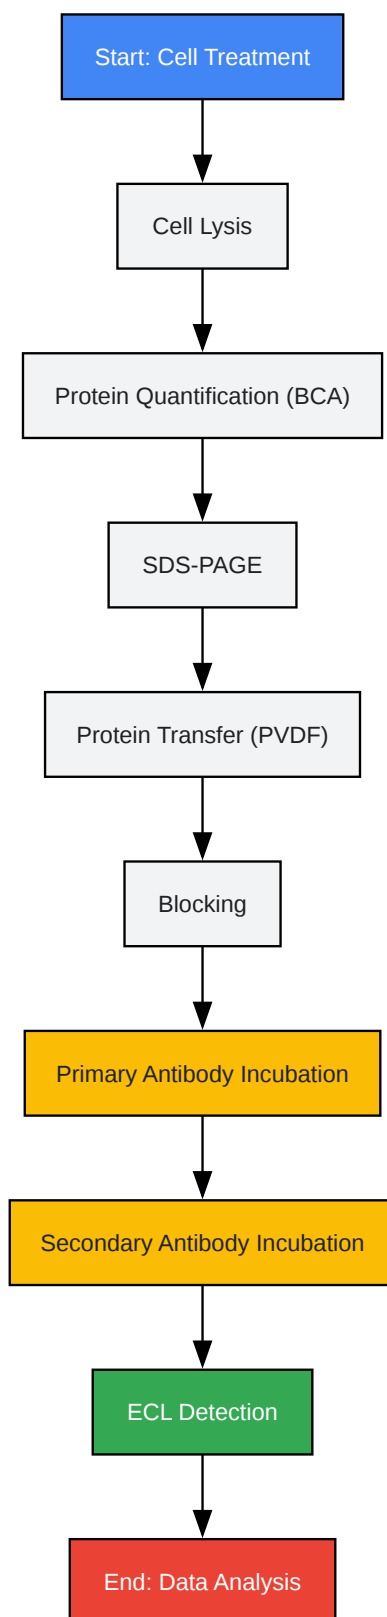 Start: Cell Treatment
Cell Lysis
Protein Quantification (BCA)
SDS-PAGE
Protein Transfer (PVDF)
Blocking
Primary Antibody Incubation
Secondary Antibody Incubation
ECL Detection
End: Data Analysis